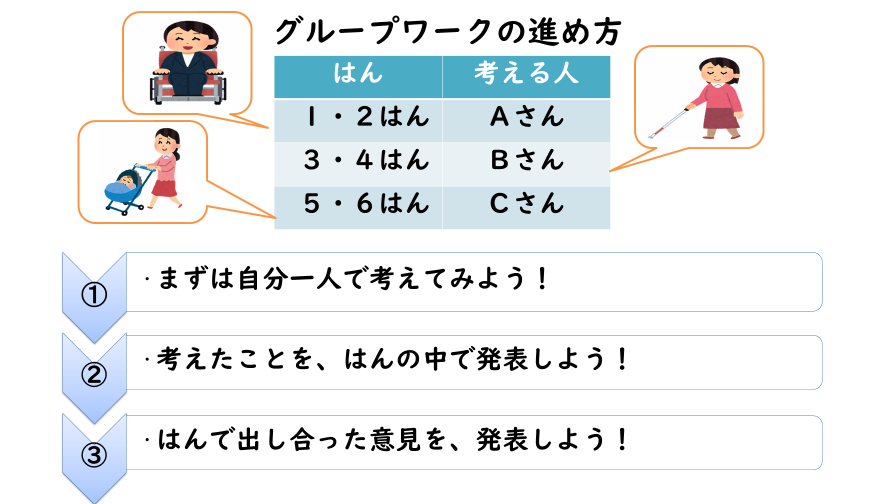 グループワークの進め方
はん 考える人
1・2はん Aさん
3・4はん Bさん
5・6はん Cさん
① ・まずは自分一人で考えてみよう！
② ・考えたことを、はんの中で発表しよう！
③ ・はんで出し合った意見を、発表しよう！